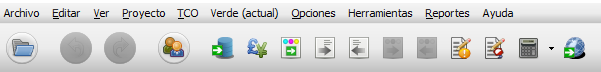 Archivo Editar Ver Proyecto TCO Verde (actual) Opciones Herramientas Reportes Ayuda